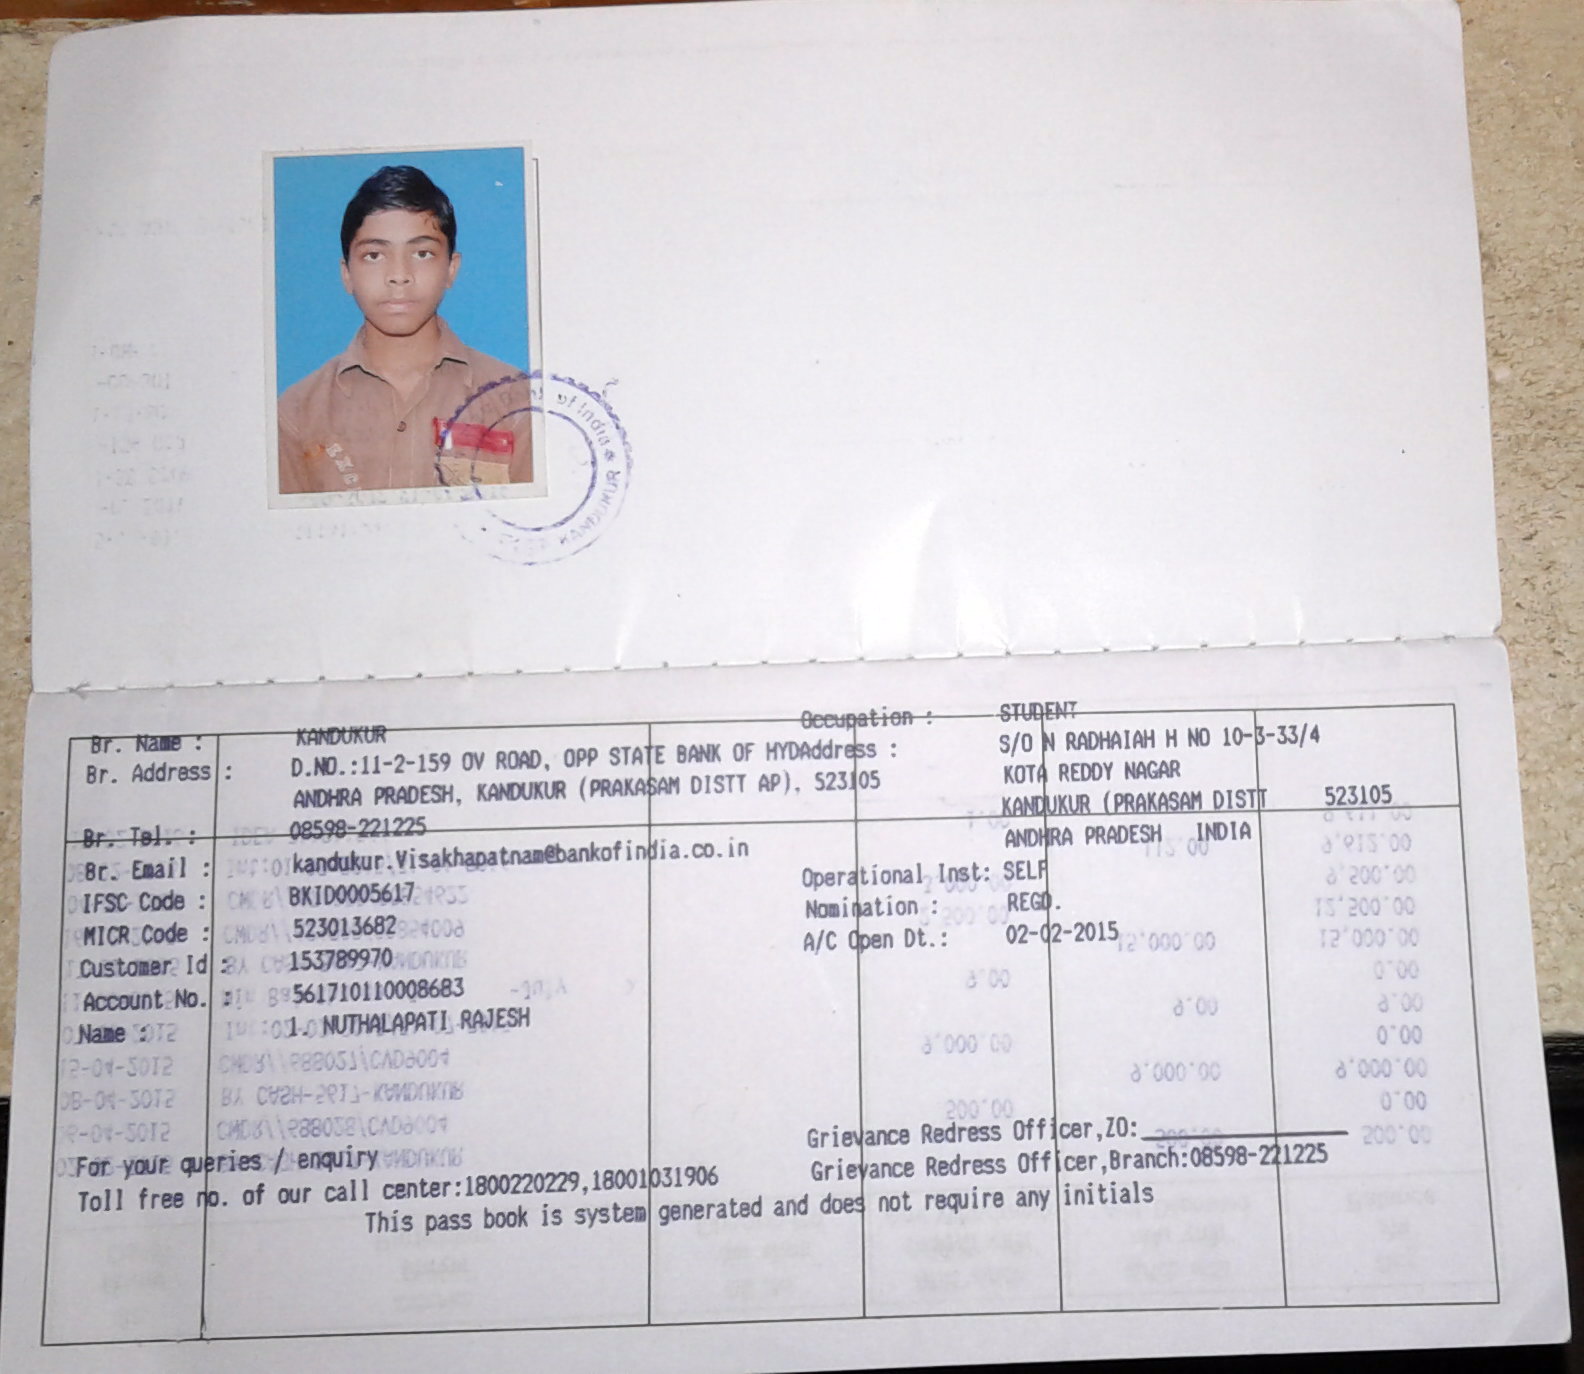 Bank of India
KANDUKUR
Br. Name : KANDUKUR
Br. Address : D.NO.:11-2-159 OV ROAD, OPP STATE BANK OF HYD
ANDHRA PRADESH, KANDUKUR (PRAKASAM DISTT AP), 523105
Br. Tel. : 08598-221225
Br. Email : kandukur.Visakhapatnam@bankofindia.co.in
IFSC Code : BKID0005617
MICR Code : 523013682
Customer Id : 153789970
Account No. : 561710110008683
Name : 1. NUTHALAPATI RAJESH
Occupation : STUDENT
Address : S/O N RADHAIAH H NO 10-3-33/4
KOTA REDDY NAGAR
KANDUKUR (PRAKASAM DISTT 523105
ANDHRA PRADESH INDIA
Operational Inst: SELF
Nomination : REGD.
A/C Open Dt.: 02-02-2015
Grievance Redress Officer,ZO:
For your queries / enquiry
Grievance Redress Officer,Branch:08598-221225
Toll free no. of our call center:1800220229,18001031906
This pass book is system generated and does not require any initials